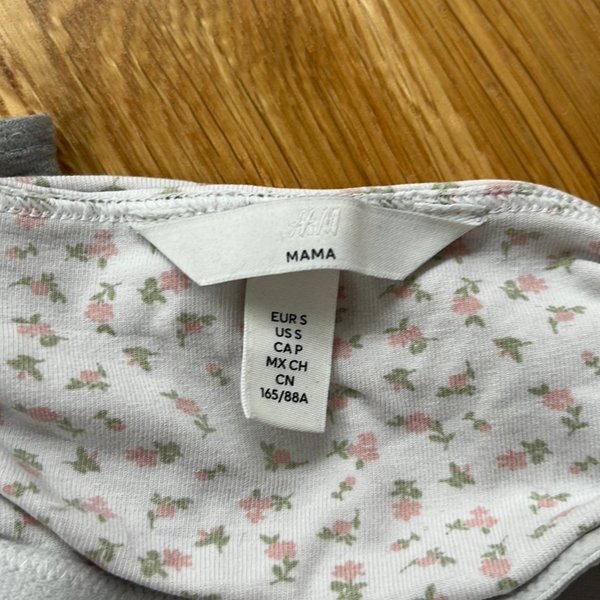 H&M
MAMA
EUR S
US S
CA P
MX CH
CN
165/88A